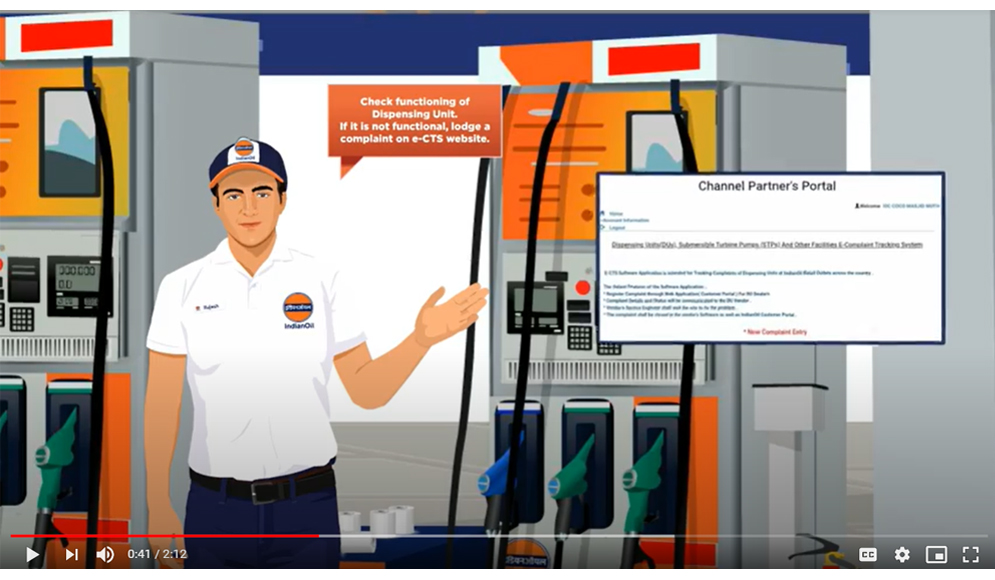 Check functioning of
Dispensing Unit.
If it is not functional, lodge a
complaint on e-CTS website.
Channel Partner's Portal
Welcome
Home
Account Information
Logout
Dispensing Units(DUs), Submersible Turbine Pumps (STPs) And Other Facilities E-Complaint Tracking System
E-CTS Software Application is intended for Tracking Complaints of Dispensing Units at IndianOil Retail Outlets across the country .
The Salient Features of the Software Application ..
* Register Complaint through Web Application( Customer Portal ) For RO Dealers
* Complaint Details and Status will be communicated to the DU Vendor
* Vendor's Service Engineer shall visit the site to fix the problem .
* The complaint shall be closed in the vendor's Software as well as IndianOil Customer Portal .
* New Complaint Entry
IndianOil
Rajesh
इंडियनऑयल
IndianOil
इंडियनऑयल
0:41 / 2:12
CC